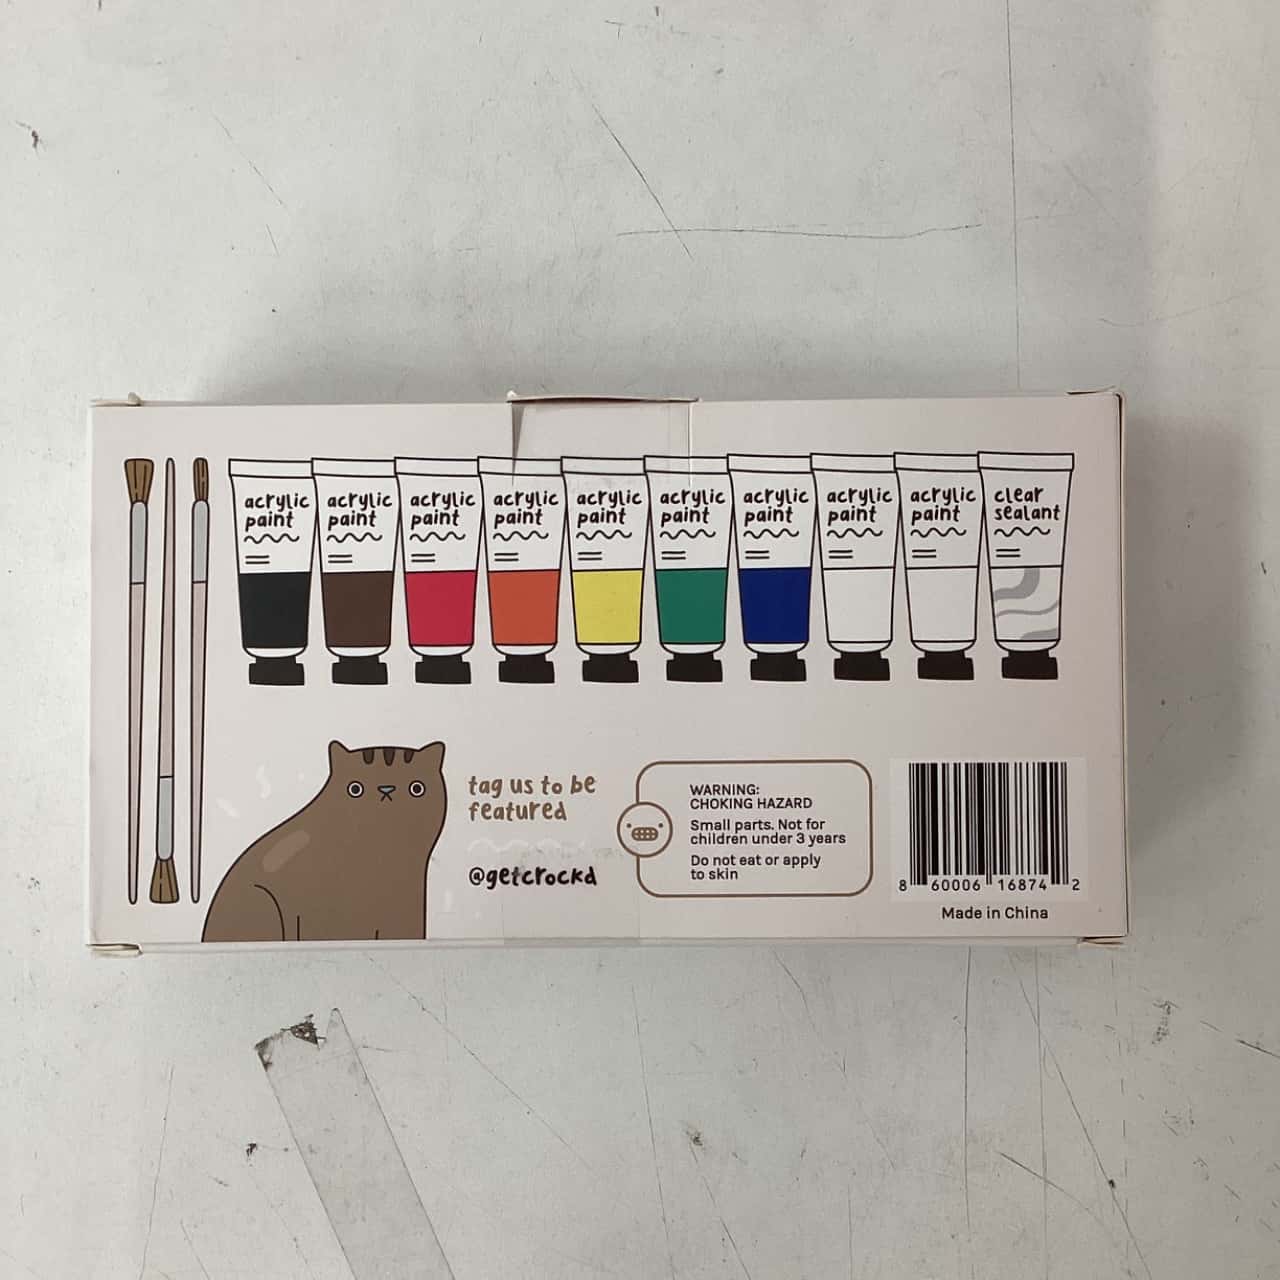 acrylic
paint
acrylic
paint
acrylic
paint
acrylic
paint
acrylic
paint
acrylic
paint
acrylic
paint
acrylic
paint
acrylic
paint
clear
sealant
tag us to be
featured
@getcrockd
WARNING:
CHOKING HAZARD
Small parts. Not for
children under 3 years
Do not eat or apply
to skin
8 60006 16874 2
Made in China